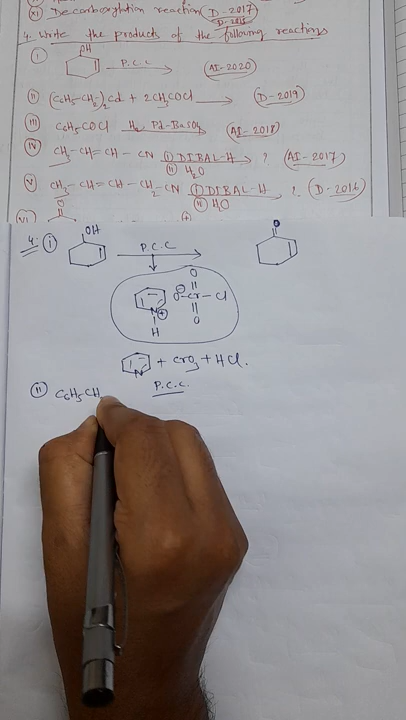 (XI) Decarboxylation reaction (D-2017)
(D-2015)
4. Write the products of the following reactions
(I) OH P.C.C (AI-2020)
(II) (C6H5-CH2)2Cd + 2CH3COCl (D-2019)
(III) C6H5COCl H2, Pd-BaSO4 (AI-2018)
(IV) CH3-CH=CH-CN (I) DIBAL-H ? (AI-2017)
(II) H2O
(V) CH3-CH=CH-CH2-CN (I) DIBAL-H ? (D-2016)
(II) H2O
(VI) O
4. (I) OH P.C.C O
O
O-Cr-Cl
N
H
O
N + CrO3 + HCl.
P.C.C.
(II) C6H5CH